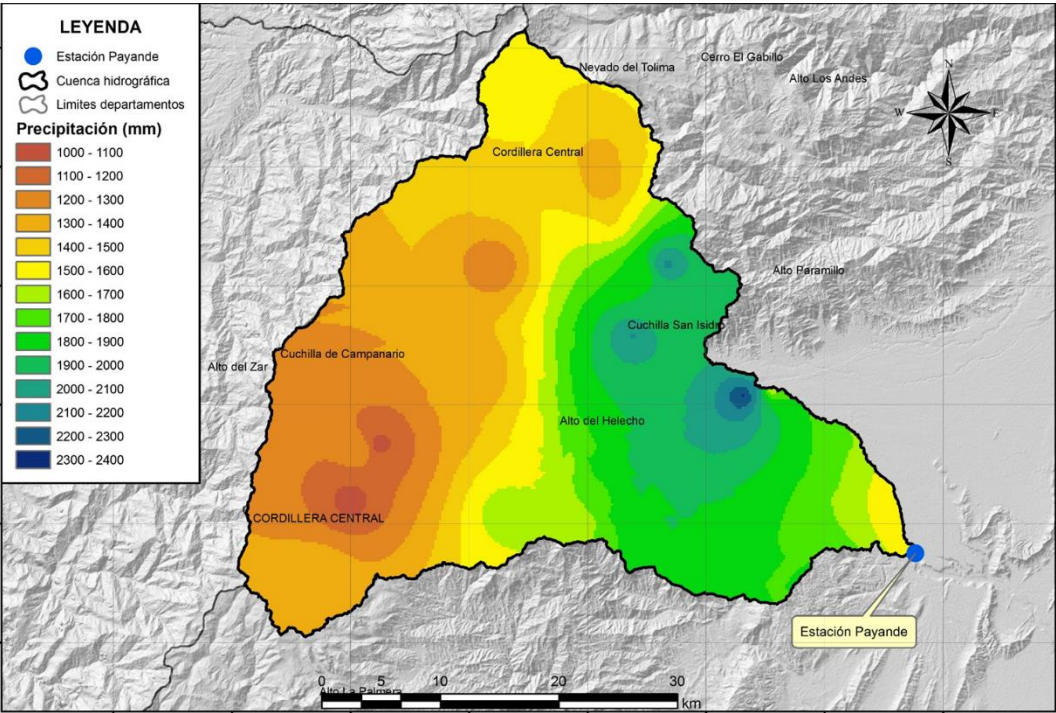 LEYENDA
Estación Payande
Cuenca hidrográfica
Limites departamentos
Precipitación (mm)
1000 - 1100
1100 - 1200
1200 - 1300
1300 - 1400
1400 - 1500
1500 - 1600
1600 - 1700
1700 - 1800
1800 - 1900
1900 - 2000
2000 - 2100
2100 - 2200
2200 - 2300
2300 - 2400
Nevado del Tolima
Cerro El Gabillo
Alto Los Andes
N
W
E
S
Cordillera Central
Alto Paramillo
Cuchilla San Isidro
Cuchilla de Campanario
Alto del Zar
Alto del Helecho
CORDILLERA CENTRAL
Estación Payande
Alto La Palmera
0 5 10 20 30
km